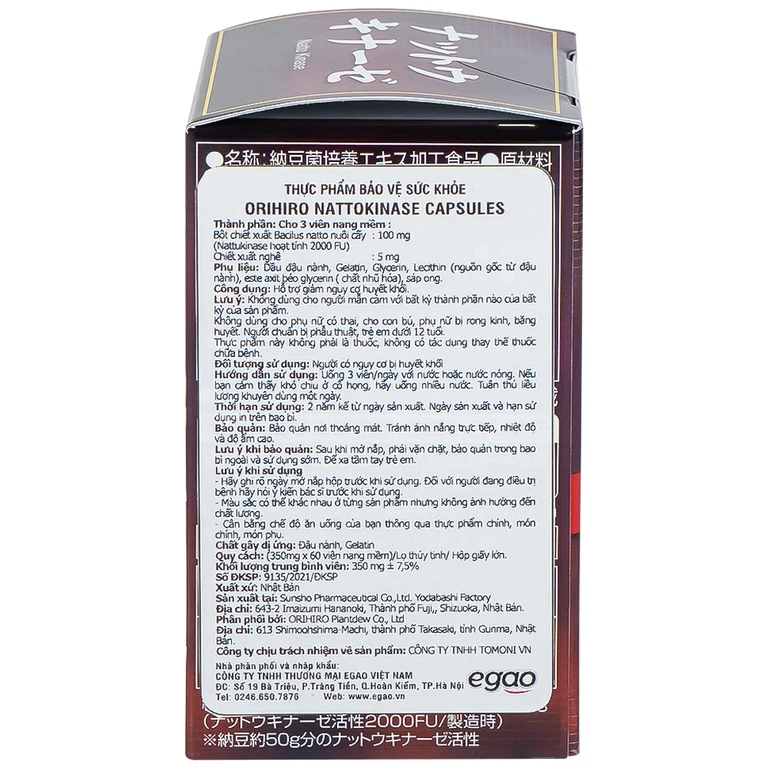 ナットウ
キナーゼ
Natto Kinase
●名称:納豆菌培養エキス加工食品●原材料
THỰC PHẨM BẢO VỆ SỨC KHỎE
ORIHIRO NATTOKINASE CAPSULES
Thành phần: Cho 3 viên nang mềm :
Bột chiết xuất Bacilus natto nuôi cấy : 100 mg
(Nattukinase hoạt tính 2000 FU)
Chiết xuất nghệ : 5 mg
Phụ liệu: Dầu đậu nành, Gelatin, Glycerin, Lecithin (nguồn gốc từ đậu
nành), este axit béo glycerin ( chất nhũ hóa), sáp ong.
Công dụng: Hỗ trợ giảm nguy cơ huyết khối.
Lưu ý: Không dùng cho người mẫn cảm với bất kỳ thành phần nào của bất
kỳ của sản phẩm.
Không dùng cho phụ nữ có thai, cho con bú, phụ nữ bị rong kinh, băng
huyết. Người chuẩn bị phẫu thuật, trẻ em dưới 12 tuổi.
Thực phẩm này không phải là thuốc, không có tác dụng thay thế thuốc
chữa bệnh.
Đối tượng sử dụng: Người có nguy cơ bị huyết khối
Hướng dẫn sử dụng: Uống 3 viên/ngày với nước hoặc nước nóng. Nếu
bạn cảm thấy khó chịu ở cổ họng, hãy uống nhiều nước. Tuân thủ liều
lượng khuyên dùng một ngày.
Thời hạn sử dụng: 2 năm kể từ ngày sản xuất. Ngày sản xuất và hạn sử
dụng in trên bao bì.
Bảo quản: Bảo quản nơi thoáng mát. Tránh ánh nắng trực tiếp, nhiệt độ
và độ ẩm cao.
Lưu ý khi bảo quản: Sau khi mở nắp, phải vặn chặt, bảo quản trong bao
bì ngoài và sử dụng sớm. Để xa tầm tay trẻ em.
Lưu ý khi sử dụng
- Hãy ghi rõ ngày mở nắp hộp trước khi sử dụng. Đối với người đang điều trị
bệnh hãy hỏi ý kiến bác sĩ trước khi sử dụng.
- Màu sắc có thể khác nhau ở từng sản phẩm nhưng không ảnh hưởng đến
chất lượng.
- Cân bằng chế độ ăn uống của bạn thông qua thực phẩm chính, món
chính, món phụ.
Chất gây dị ứng: Đậu nành, Gelatin
Quy cách: (350mg x 60 viên nang mềm)/Lọ thủy tinh/ Hộp giấy lớn.
Khối lượng trung bình viên: 350 mg ± 7,5%
Số ĐKSP: 9135/2021/ĐKSP
Xuất xứ: Nhật Bản
Sản xuất tại: Sunsho Pharmaceutical Co.,Ltd. Yodabashi Factory
Địa chỉ: 643-2 Imaizumi Hananoki, Thành phố Fuji,, Shizuoka, Nhật Bản.
Phân phối bởi: ORIHIRO Plantdew Co., Ltd
Địa chỉ: 613 Shimoohshima-Machi, thành phố Takasaki, tỉnh Gunma, Nhật
Bản.
Công ty chịu trách nhiệm về sản phẩm: CÔNG TY TNHH TOMONI VN
Nhà phân phối và nhập khẩu:
CÔNG TY TNHH THƯƠNG MẠI EGAO VIỆT NAM
ĐC: Số 19 Bà Triệu, P.Tràng Tiền, Q.Hoàn Kiếm, TP.Hà Nội
Tel: 0246.650.7876 Web: www.egao.vn
egao
(ナットウキナーゼ活性2000FU/製造時)
※納豆約50g分のナットウキナーゼ活性